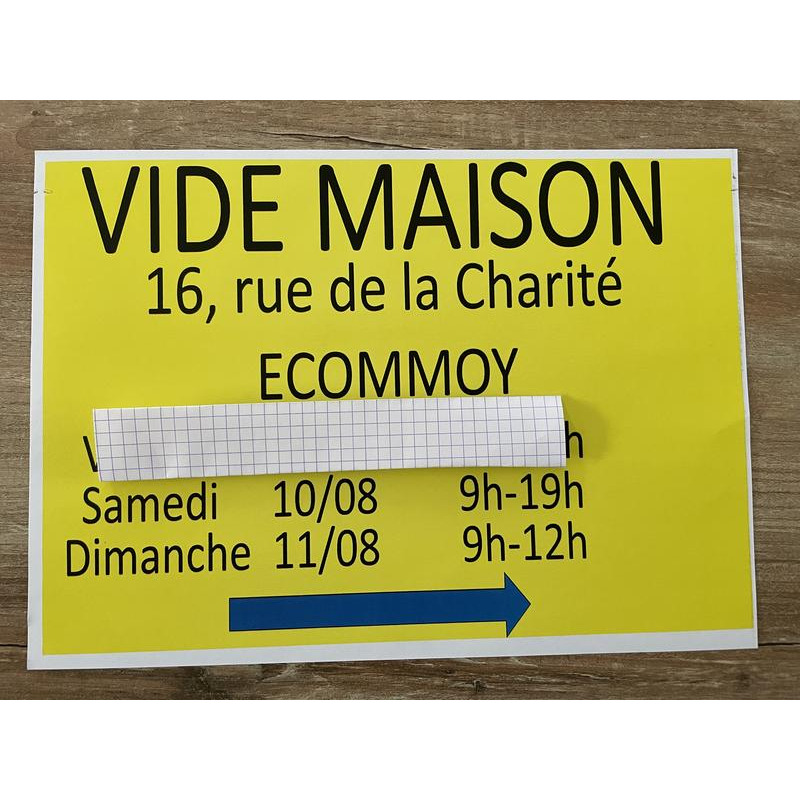 VIDE MAISON
16, rue de la Charité
ECOMMOY
Samedi 10/08 9h-19h
Dimanche 11/08 9h-12h